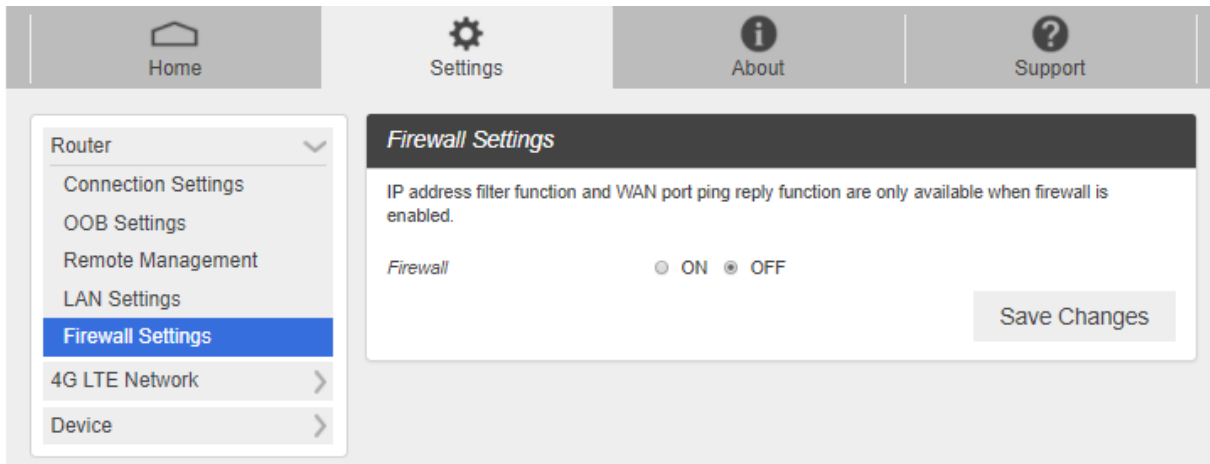 Home
Settings
About
Support
Router
Connection Settings
OOB Settings
Remote Management
LAN Settings
Firewall Settings
4G LTE Network
Device
Firewall Settings
IP address filter function and WAN port ping reply function are only available when firewall is
enabled.
Firewall ON OFF
Save Changes